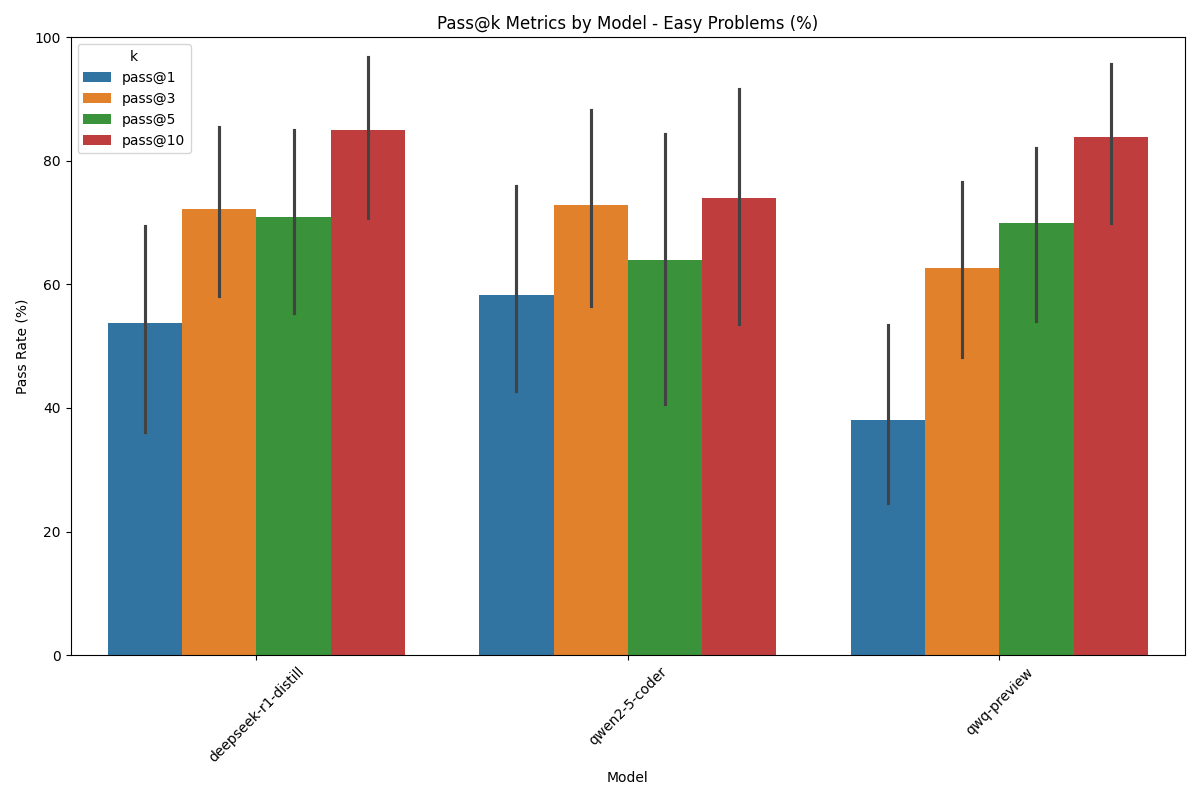 Pass@k Metrics by Model - Easy Problems (%)
k
pass@1
pass@3
pass@5
pass@10
Pass Rate (%)
100
80
60
40
20
0
deepseek-r1-distill
qwen2-5-coder
qwq-preview
Model